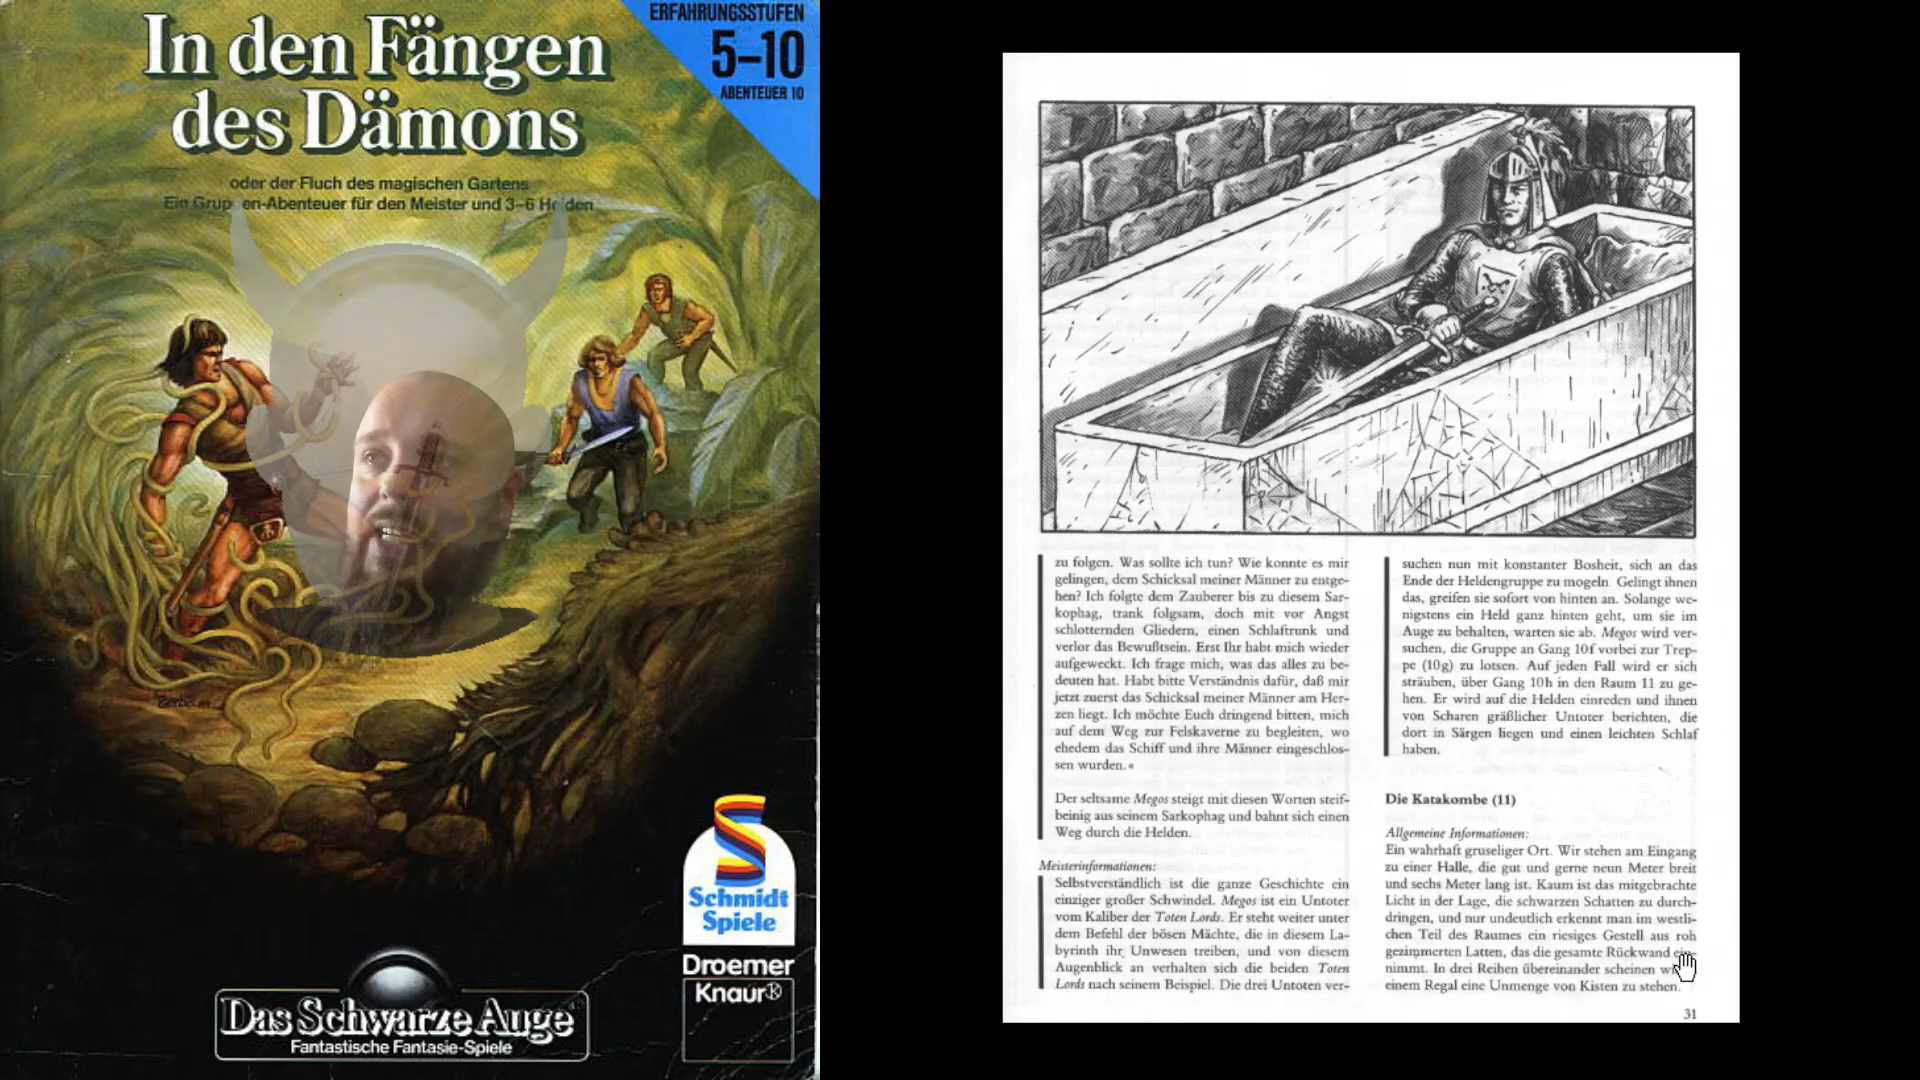 ERFAHRUNGSSTUFEN
5–10
ABENTEUER 10
In den Fängen
des Dämons
oder der Fluch des magischen Gartens
Ein Grup en-Abenteuer für den Meister und 3–6 He den
Schmidt
Spiele
Droemer
Knaur®
Das Schwarze Auge
Fantastische Fantasie-Spiele
zu folgen. Was sollte ich tun? Wie konnte es mir
gelingen, dem Schicksal meiner Männer zu entge-
hen? Ich folgte dem Zauberer bis zu diesem Sar-
kophag, trank folgsam, doch mit vor Angst
schlotternden Gliedern, einen Schlaftrunk und
verlor das Bewußtsein. Erst Ihr habt mich wieder
aufgeweckt. Ich frage mich, was das alles zu be-
deuten hat. Habt bitte Verständnis dafür, daß mir
jetzt zuerst das Schicksal meiner Männer am Her-
zen liegt. Ich möchte Euch dringend bitten, mich
auf dem Weg zur Felskaverne zu begleiten, wo
ehedem das Schiff und ihre Männer eingeschlos-
sen wurden.«
Der seltsame Megos steigt mit diesen Worten steif-
beinig aus seinem Sarkophag und bahnt sich einen
Weg durch die Helden.
Meisterinformationen:
Selbstverständlich ist die ganze Geschichte ein
einziger großer Schwindel. Megos ist ein Untoter
vom Kaliber der Toten Lords. Er steht weiter unter
dem Befehl der bösen Mächte, die in diesem La-
byrinth ihr Unwesen treiben, und von diesem
Augenblick an verhalten sich die beiden Toten
Lords nach seinem Beispiel. Die drei Untoten ver-
suchen nun mit konstanter Bosheit, sich an das
Ende der Heldengruppe zu mogeln Gelingt ihnen
das, greifen sie sofort von hinten an. Solange we-
nigstens ein Held ganz hinten geht, um sie im
Auge zu behalten, warten sie ab. Megos wird ver-
suchen, die Gruppe an Gang 10f vorbei zur Trep-
pe (10g) zu lotsen. Auf jeden Fall wird er sich
sträuben, über Gang 10h in den Raum 11 zu ge-
hen. Er wird auf die Helden einreden und ihnen
von Scharen gräßlicher Untoter berichten, die
dort in Särgen liegen und einen leichten Schlaf
haben.
Die Katakombe (11)
Allgemeine Informationen:
Ein wahrhaft gruseliger Ort. Wir stehen am Eingang
zu einer Halle, die gut und gerne neun Meter breit
und sechs Meter lang ist. Kaum ist das mitgebrachte
Licht in der Lage, die schwarzen Schatten zu durch-
dringen, und nur undeutlich erkennt man im westli-
chen Teil des Raumes ein riesiges Gestell aus roh
gezimmerten Latten, das die gesamte Rückwand ein-
nimmt. In drei Reihen übereinander scheinen
einem Regal eine Unmenge von Kisten zu stehen.
31